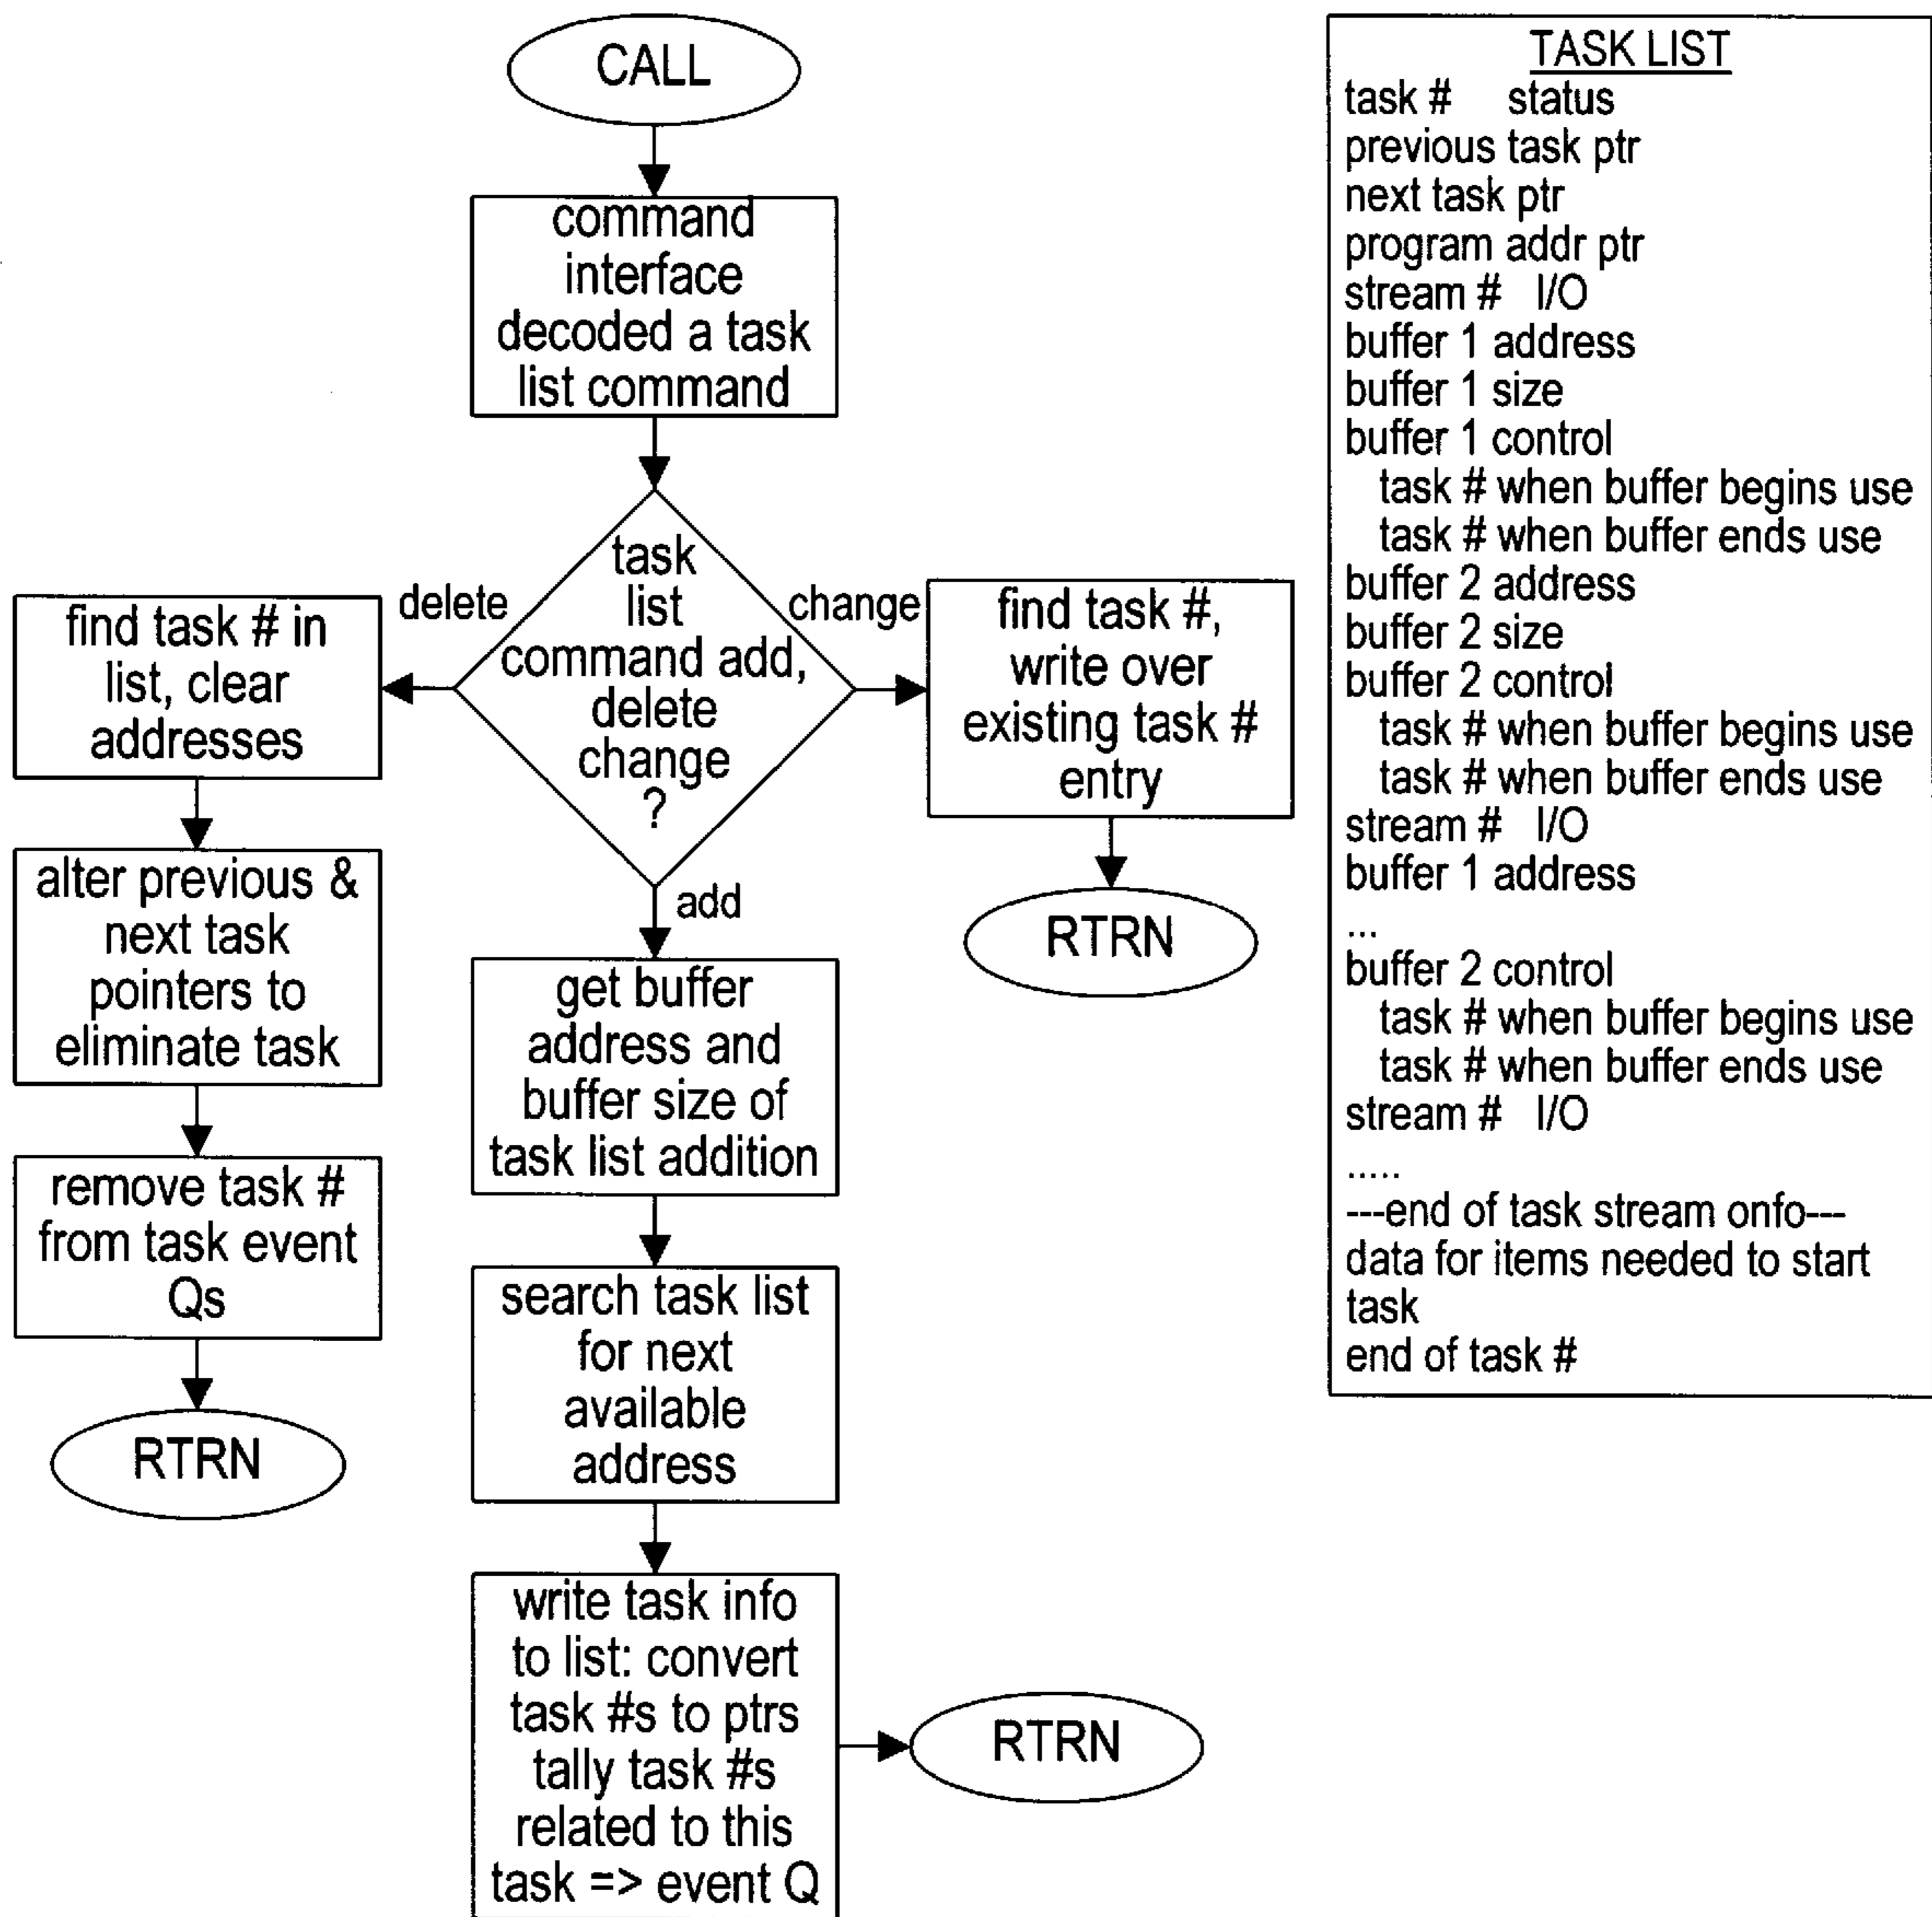 CALL
command
interface
decoded a task
list command
task
list
command add,
delete
change
?
delete
change
add
find task # in
list, clear
addresses
alter previous &
next task
pointers to
eliminate task
remove task #
from task event
Qs
RTRN
find task #,
write over
existing task #
entry
RTRN
get buffer
address and
buffer size of
task list addition
search task list
for next
available
address
write task info
to list: convert
task #s to ptrs
tally task #s
related to this
task => event Q
RTRN
TASK LIST
task # status
previous task ptr
next task ptr
program addr ptr
stream # I/O
buffer 1 address
buffer 1 size
buffer 1 control
task # when buffer begins use
task # when buffer ends use
buffer 2 address
buffer 2 size
buffer 2 control
task # when buffer begins use
task # when buffer ends use
stream # I/O
buffer 1 address
...
buffer 2 control
task # when buffer begins use
task # when buffer ends use
stream # I/O
.....
---end of task stream onfo---
data for items needed to start
task
end of task #